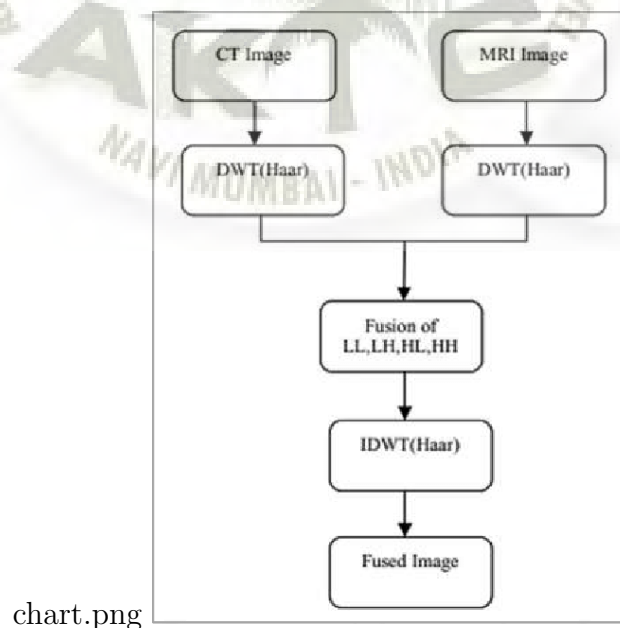 AKTC
NAVI MUMBAI - INDIA
CT Image
MRI Image
DWT(Haar)
DWT(Haar)
Fusion of
LL,LH,HL,HH
IDWT(Haar)
Fused Image
chart.png